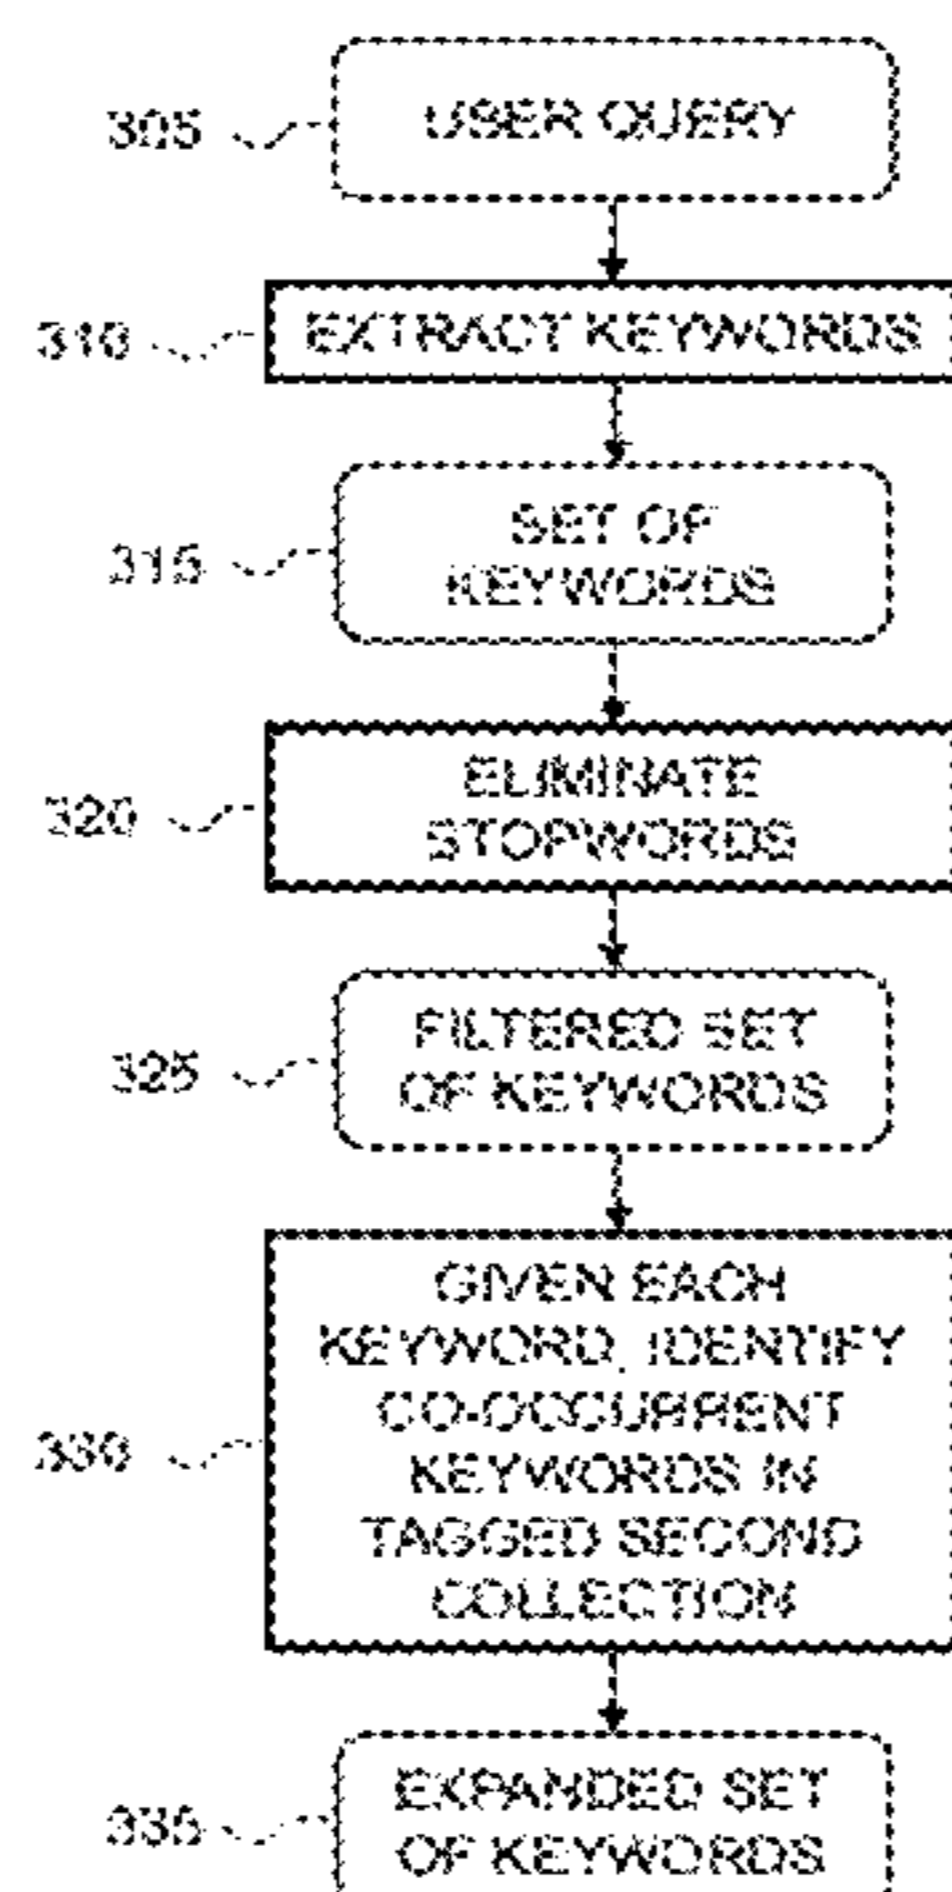 305
USER QUERY
310
EXTRACT KEYWORDS
315
SET OF
KEYWORDS
320
ELIMINATE
STOPWORDS
325
FILTERED SET
OF KEYWORDS
330
GIVEN EACH
KEYWORD, IDENTIFY
CO-OCCURRENT
KEYWORDS IN
TAGGED SECOND
COLLECTION
335
EXPANDED SET
OF KEYWORDS